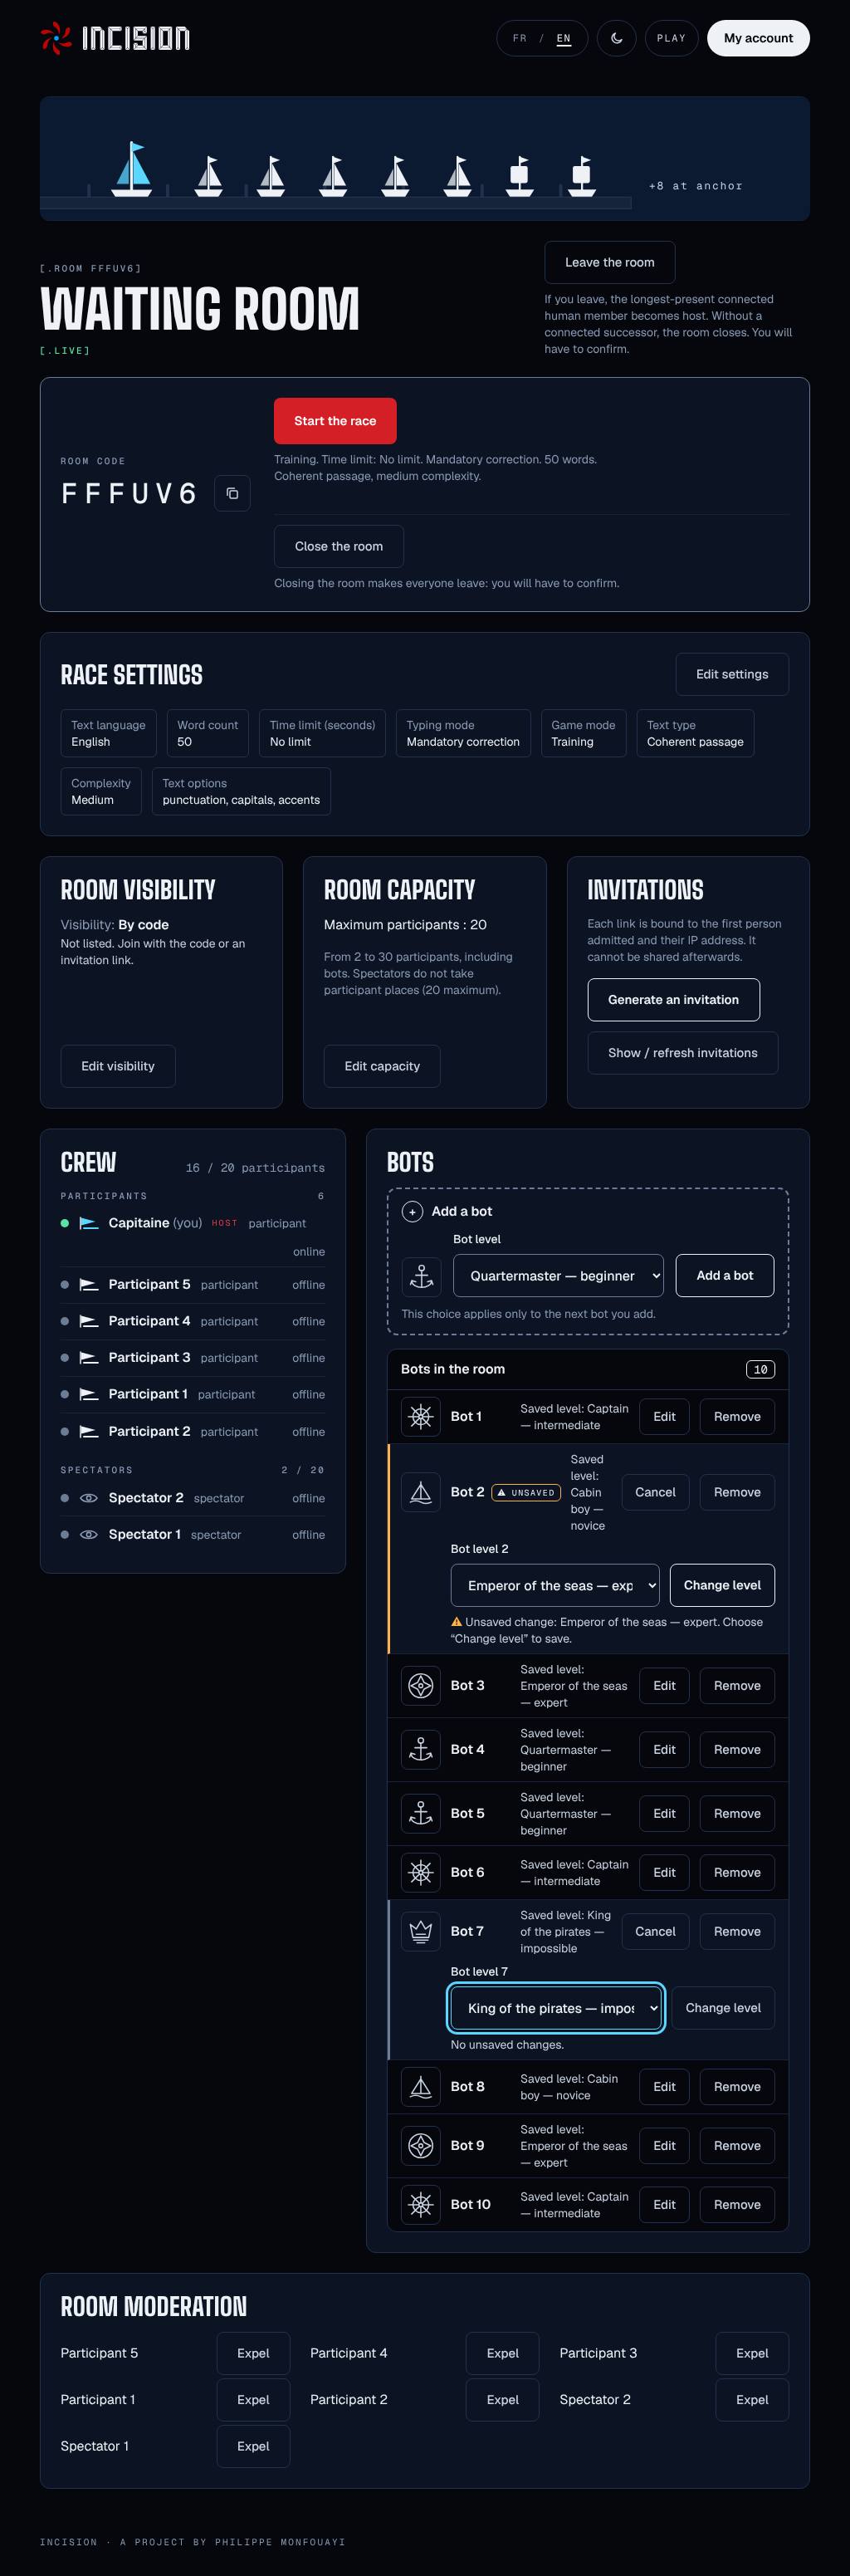 INCISION
FR / EN
PLAY
My account
+8 at anchor
[.ROOM FFFUV6]
WAITING ROOM
[.LIVE]
Leave the room
If you leave, the longest-present connected
human member becomes host. Without a
connected successor, the room closes. You will
have to confirm.
ROOM CODE
FFFUV6
Start the race
Training. Time limit: No limit. Mandatory correction. 50 words.
Coherent passage, medium complexity.
Close the room
Closing the room makes everyone leave: you will have to confirm.
RACE SETTINGS
Edit settings
Text language
English
Word count
50
Time limit (seconds)
No limit
Typing mode
Mandatory correction
Game mode
Training
Text type
Coherent passage
Complexity
Medium
Text options
punctuation, capitals, accents
ROOM VISIBILITY
Visibility: By code
Not listed. Join with the code or an
invitation link.
Edit visibility
ROOM CAPACITY
Maximum participants : 20
From 2 to 30 participants, including
bots. Spectators do not take
participant places (20 maximum).
Edit capacity
INVITATIONS
Each link is bound to the first person
admitted and their IP address. It
cannot be shared afterwards.
Generate an invitation
Show / refresh invitations
CREW
16 / 20 participants
PARTICIPANTS 6
Capitaine (you) HOST participant
online
Participant 5 participant offline
Participant 4 participant offline
Participant 3 participant offline
Participant 1 participant offline
Participant 2 participant offline
SPECTATORS 2 / 20
Spectator 2 spectator offline
Spectator 1 spectator offline
BOTS
+ Add a bot
Bot level
Quartermaster — beginner
Add a bot
This choice applies only to the next bot you add.
Bots in the room 10
Bot 1
Saved level: Captain
— intermediate
Edit
Remove
Bot 2
UNSAVED
Saved
level:
Cabin
boy —
novice
Cancel
Remove
Bot level 2
Emperor of the seas — exp
Change level
Unsaved change: Emperor of the seas — expert. Choose
“Change level” to save.
Bot 3
Saved level:
Emperor of the seas
— expert
Edit
Remove
Bot 4
Saved level:
Quartermaster —
beginner
Edit
Remove
Bot 5
Saved level:
Quartermaster —
beginner
Edit
Remove
Bot 6
Saved level: Captain
— intermediate
Edit
Remove
Bot 7
Saved level: King
of the pirates —
impossible
Cancel
Remove
Bot level 7
King of the pirates — impos
Change level
No unsaved changes.
Bot 8
Saved level: Cabin
boy — novice
Edit
Remove
Bot 9
Saved level:
Emperor of the seas
— expert
Edit
Remove
Bot 10
Saved level: Captain
— intermediate
Edit
Remove
ROOM MODERATION
Participant 5 Expel Participant 4 Expel Participant 3 Expel
Participant 1 Expel Participant 2 Expel Spectator 2 Expel
Spectator 1 Expel
INCISION · A PROJECT BY PHILIPPE MONFOUAYI